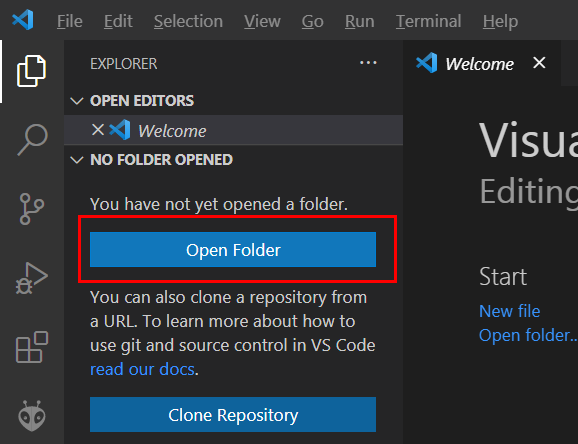 File Edit Selection View Go Run Terminal Help
EXPLORER
Welcome
OPEN EDITORS
Welcome
NO FOLDER OPENED
You have not yet opened a folder.
Open Folder
You can also clone a repository from
a URL. To learn more about how to
use git and source control in VS Code
read our docs.
Clone Repository
Visua
Editing
Start
New file
Open folder..